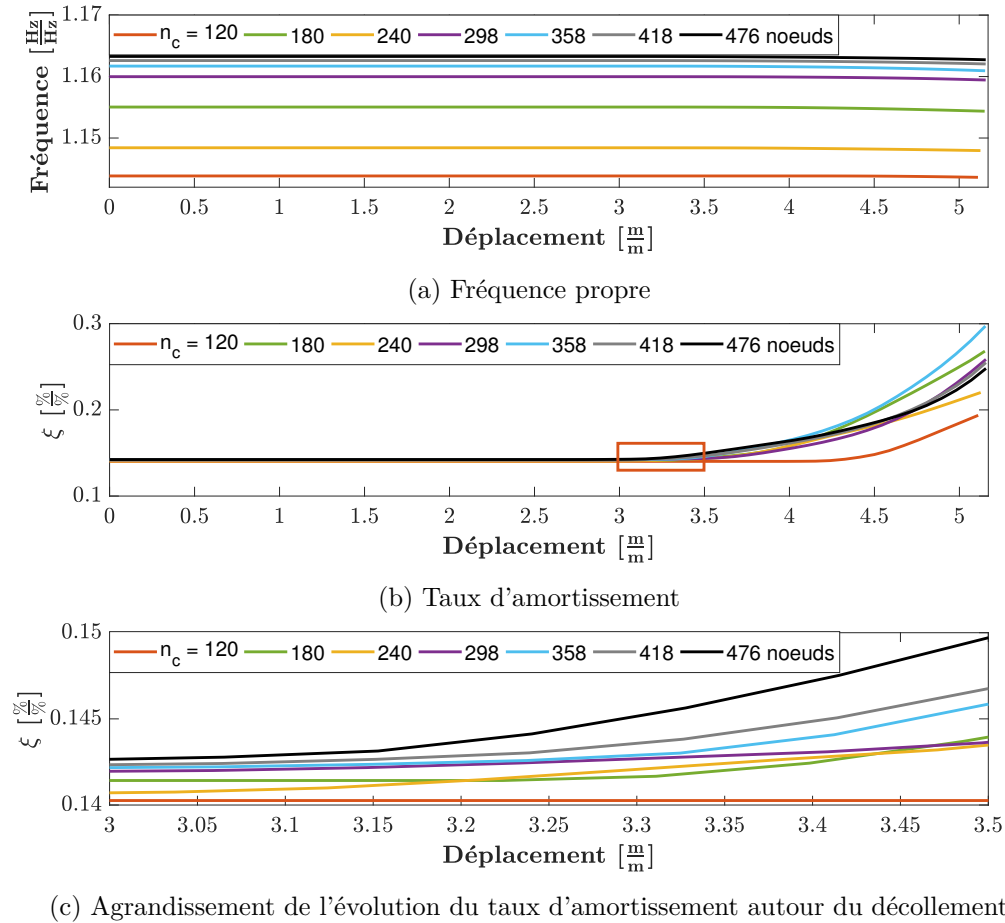 1.17
n_c = 120 180 240 298 358 418 476 noeuds
1.16
1.15
Fréquence [Hz/Hz]
0 0.5 1 1.5 2 2.5 3 3.5 4 4.5 5
Déplacement [m/m]
(a) Fréquence propre
0.3
n_c = 120 180 240 298 358 418 476 noeuds
0.2
0.1
ξ [%/%]
0 0.5 1 1.5 2 2.5 3 3.5 4 4.5 5
Déplacement [m/m]
(b) Taux d'amortissement
0.15
n_c = 120 180 240 298 358 418 476 noeuds
0.145
0.14
ξ [%/%]
3 3.05 3.1 3.15 3.2 3.25 3.3 3.35 3.4 3.45 3.5
Déplacement [m/m]
(c) Agrandissement de l'évolution du taux d'amortissement autour du décollement